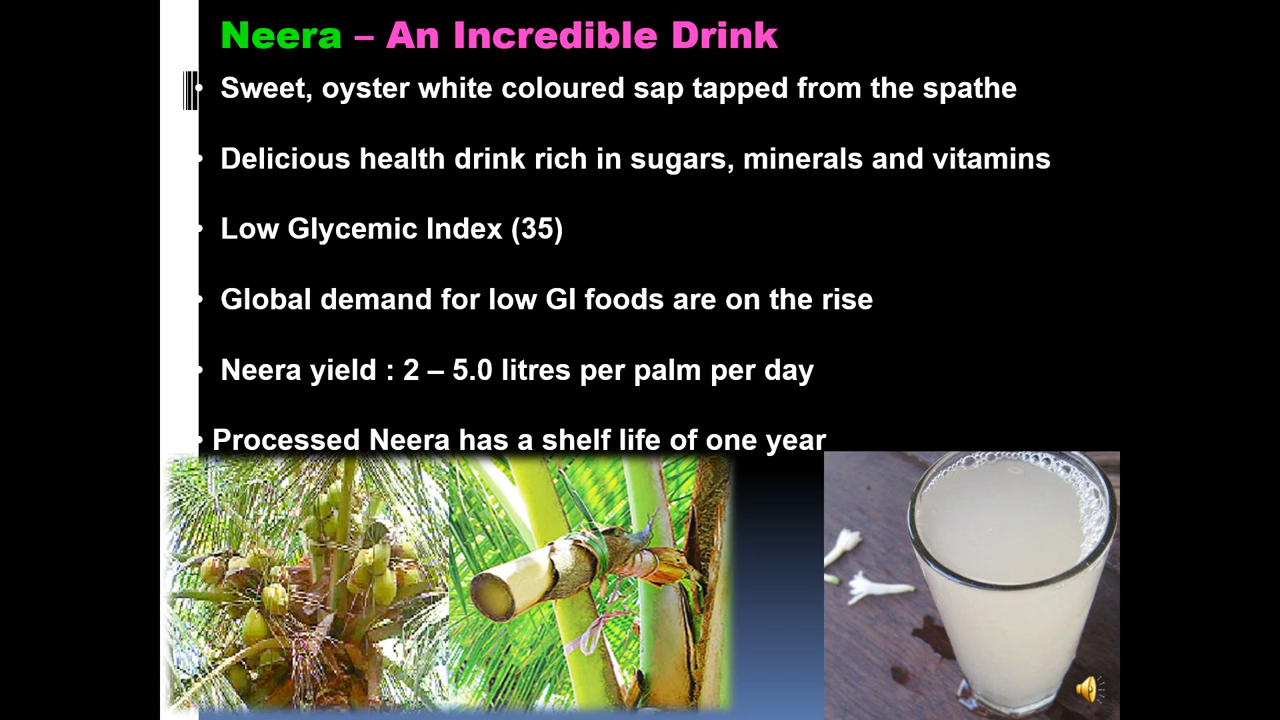 Neera – An Incredible Drink
• Sweet, oyster white coloured sap tapped from the spathe
• Delicious health drink rich in sugars, minerals and vitamins
• Low Glycemic Index (35)
• Global demand for low GI foods are on the rise
• Neera yield : 2 – 5.0 litres per palm per day
• Processed Neera has a shelf life of one year